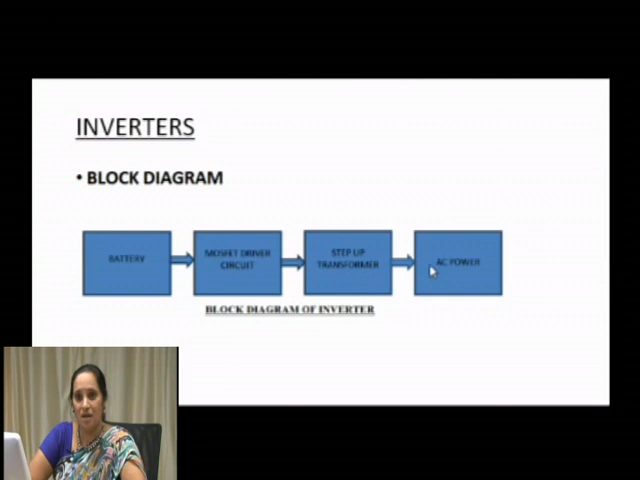 INVERTERS
• BLOCK DIAGRAM
BATTERY
MOSFET DRIVER
CIRCUIT
STEP UP
TRANSFORMER
AC POWER
BLOCK DIAGRAM OF INVERTER